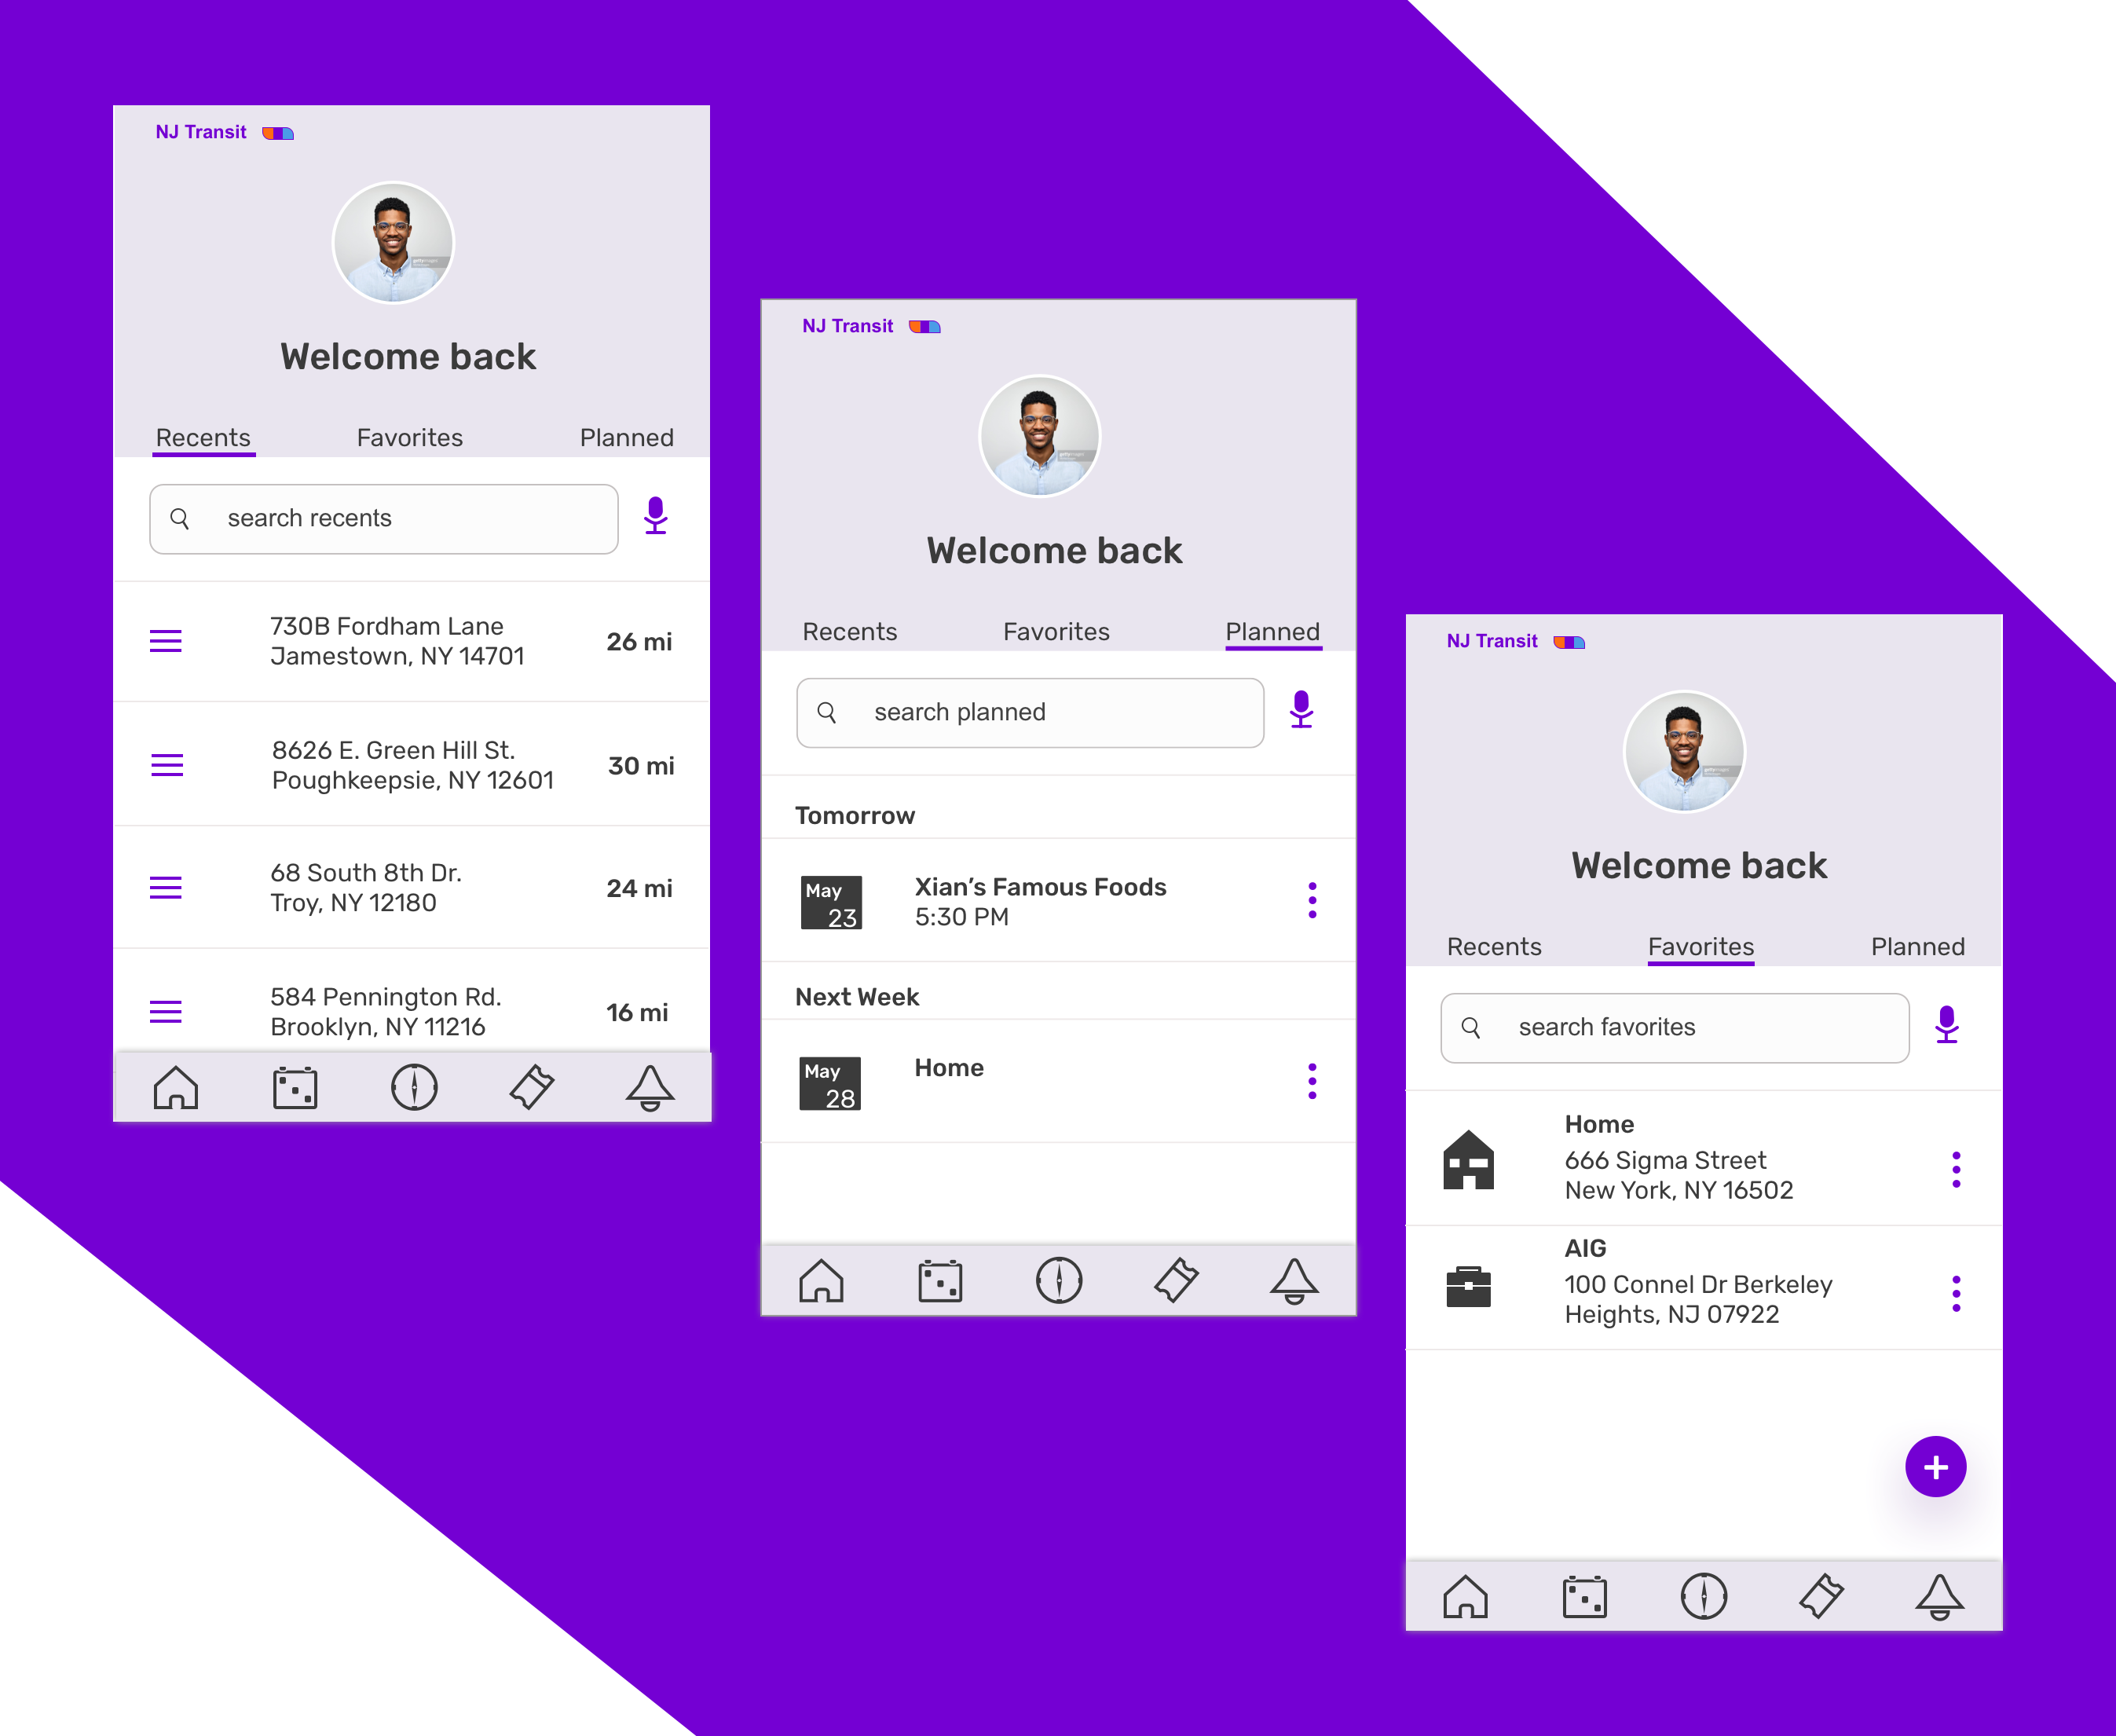 NJ Transit
Welcome back
Recents Favorites Planned
search recents
730B Fordham Lane
Jamestown, NY 14701
26 mi
8626 E. Green Hill St.
Poughkeepsie, NY 12601
30 mi
68 South 8th Dr.
Troy, NY 12180
24 mi
584 Pennington Rd.
Brooklyn, NY 11216
16 mi
NJ Transit
Welcome back
Recents Favorites Planned
search planned
Tomorrow
May
23
Xian’s Famous Foods
5:30 PM
Next Week
May
28
Home
NJ Transit
Welcome back
Recents Favorites Planned
search favorites
Home
666 Sigma Street
New York, NY 16502
AIG
100 Connel Dr Berkeley
Heights, NJ 07922